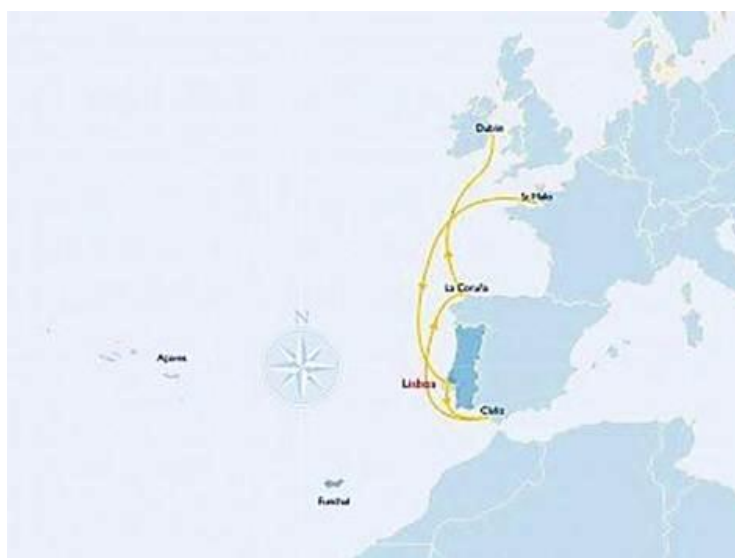 Dublin
St Malo
La Coruña
N
Açores
Lisboa
Cádiz
Funchal